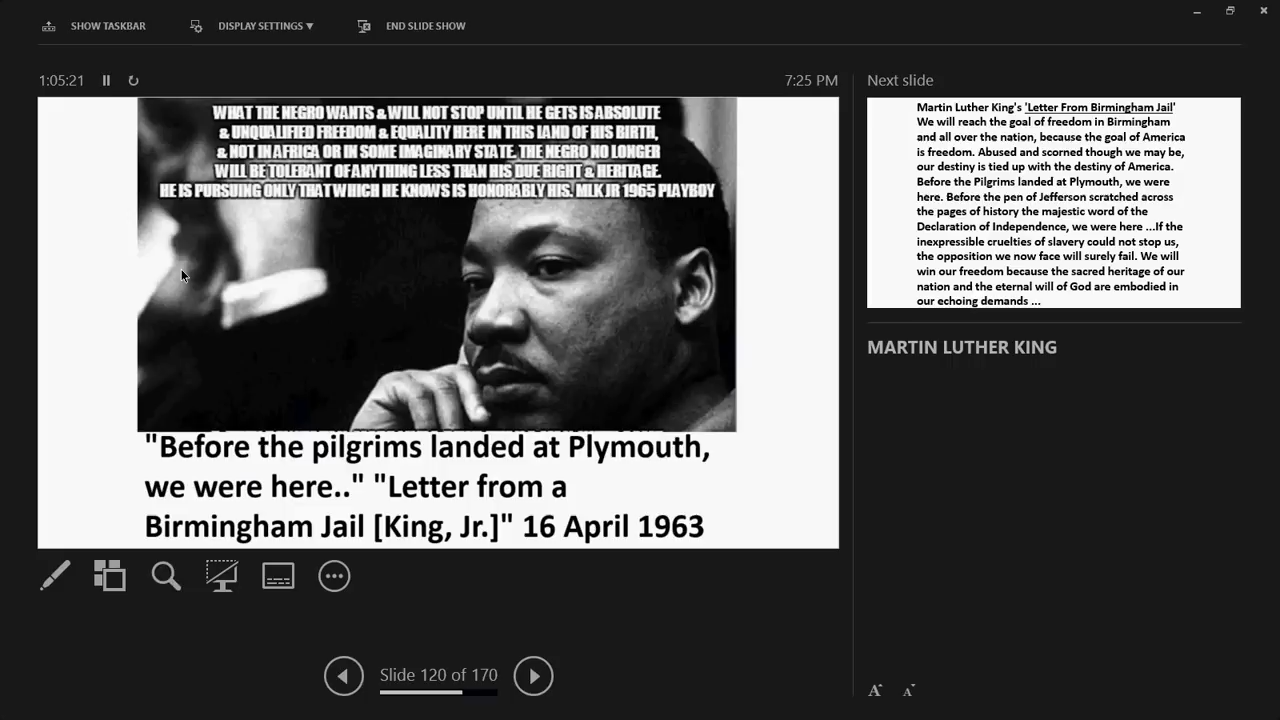 SHOW TASKBAR
DISPLAY SETTINGS ▼
END SLIDE SHOW
1:05:21
7:25 PM
WHAT THE NEGRO WANTS & WILL NOT STOP UNTIL HE GETS IS ABSOLUTE
& UNQUALIFIED FREEDOM & EQUALITY HERE IN THIS LAND OF HIS BIRTH,
& NOT IN AFRICA OR IN SOME IMAGINARY STATE. THE NEGRO NO LONGER
WILL BE TOLERANT OF ANYTHING LESS THAN HIS DUE RIGHT & HERITAGE.
HE IS PURSUING ONLY THAT WHICH HE KNOWS IS HONORABLY HIS. MLK JR 1965 PLAYBOY
"Before the pilgrims landed at Plymouth,
we were here.." "Letter from a
Birmingham Jail [King, Jr.]" 16 April 1963
Slide 120 of 170
Next slide
Martin Luther King's 'Letter From Birmingham Jail'
We will reach the goal of freedom in Birmingham
and all over the nation, because the goal of America
is freedom. Abused and scorned though we may be,
our destiny is tied up with the destiny of America.
Before the Pilgrims landed at Plymouth, we were
here. Before the pen of Jefferson scratched across
the pages of history the majestic word of the
Declaration of Independence, we were here ...If the
inexpressible cruelties of slavery could not stop us,
the opposition we now face will surely fail. We will
win our freedom because the sacred heritage of our
nation and the eternal will of God are embodied in
our echoing demands ...
MARTIN LUTHER KING
A A